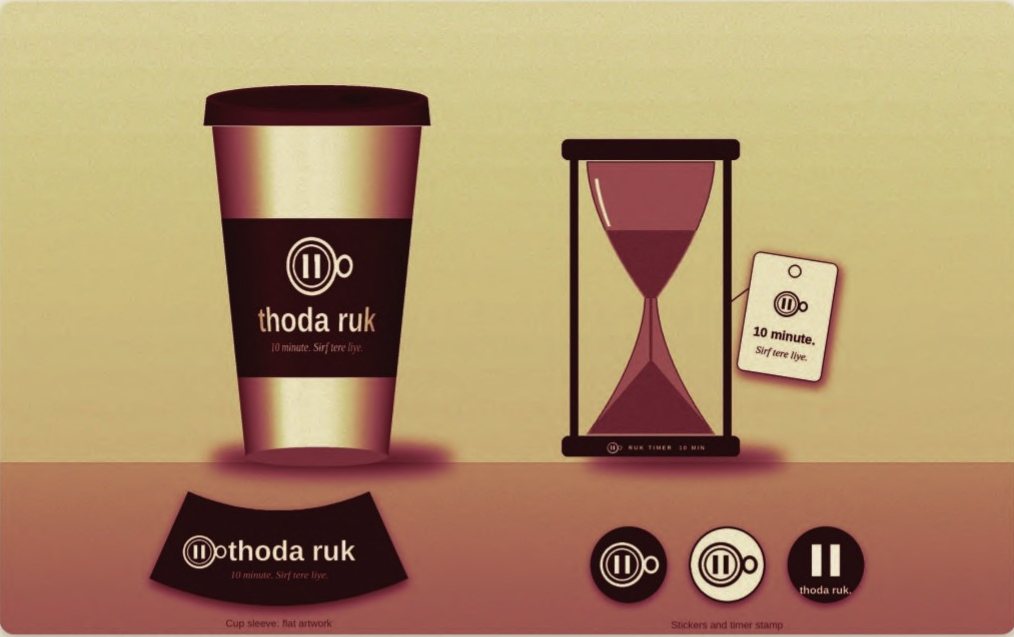 thoda ruk
10 minute. Sirf tere liye.
10 minute.
Sirf tere liye.
RUK TIMER 10 MIN
thoda ruk
10 minute. Sirf tere liye.
thoda ruk.
Cup sleeve: flat artwork
Stickers and timer stamp